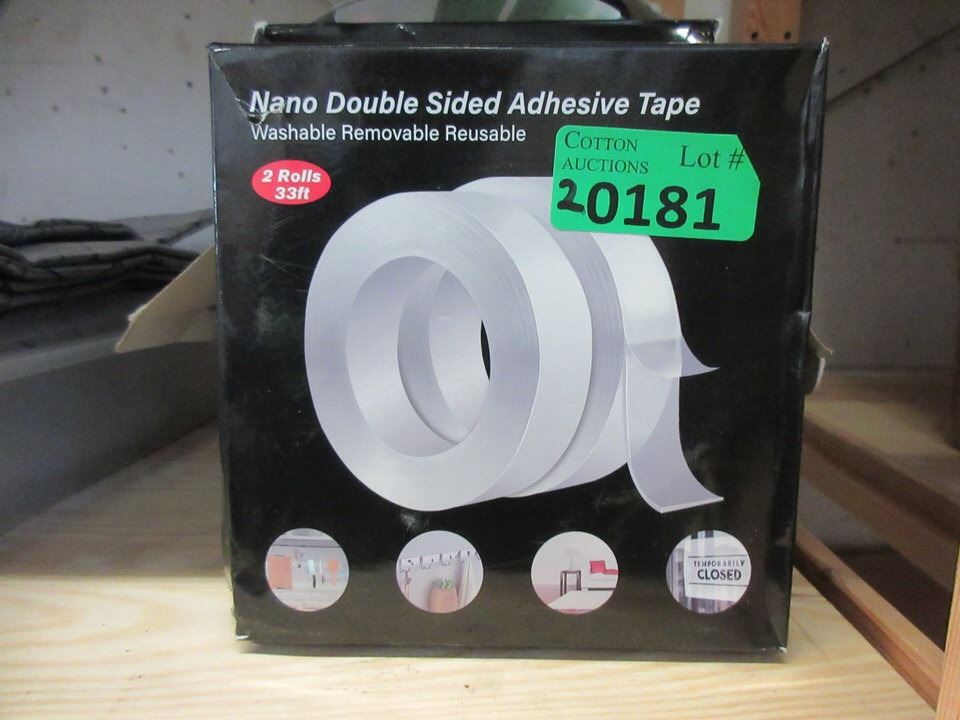 Nano Double Sided Adhesive Tape
Washable Removable Reusable
2 Rolls
33ft
COTTON
AUCTIONS
Lot #
20181
TEMPORARILY
CLOSED